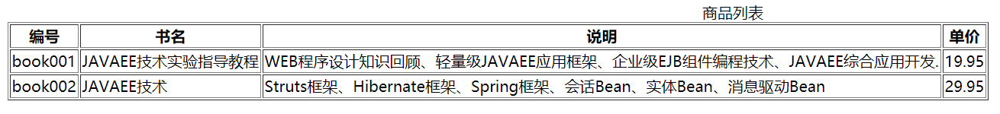 商品列表
编号 书名 说明 单价
book001 JAVAEE技术实验指导教程 WEB程序设计知识回顾、轻量级JAVAEE应用框架、企业级EJB组件编程技术、JAVAEE综合应用开发. 19.95
book002 JAVAEE技术 Struts框架、Hibernate框架、Spring框架、会话Bean、实体Bean、消息驱动Bean 29.95